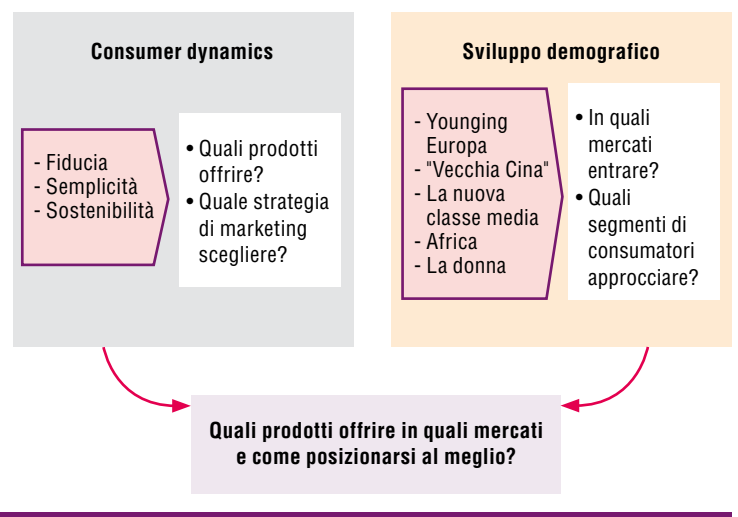 Consumer dynamics
- Fiducia
- Semplicità
- Sostenibilità
• Quali prodotti
offrire?
• Quale strategia
di marketing
scegliere?
Sviluppo demografico
- Younging
Europa
- "Vecchia Cina"
- La nuova
classe media
- Africa
- La donna
• In quali
mercati
entrare?
• Quali
segmenti di
consumatori
approcciare?
Quali prodotti offrire in quali mercati
e come posizionarsi al meglio?